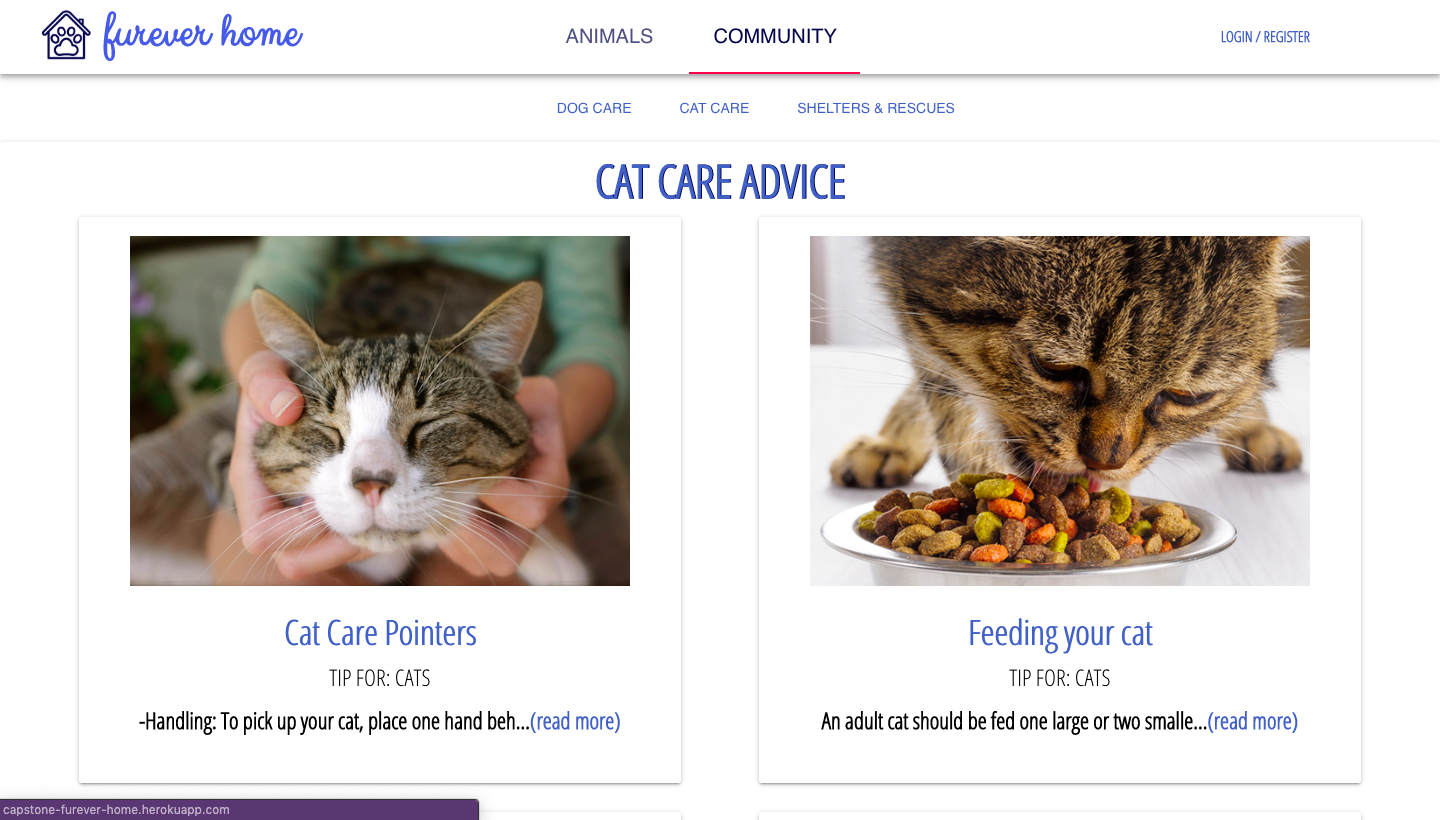 furever home
ANIMALS COMMUNITY
LOGIN / REGISTER
DOG CARE CAT CARE SHELTERS & RESCUES
CAT CARE ADVICE
Cat Care Pointers
TIP FOR: CATS
-Handling: To pick up your cat, place one hand beh...(read more)
Feeding your cat
TIP FOR: CATS
An adult cat should be fed one large or two smalle...(read more)
capstone-furever-home.herokuapp.com